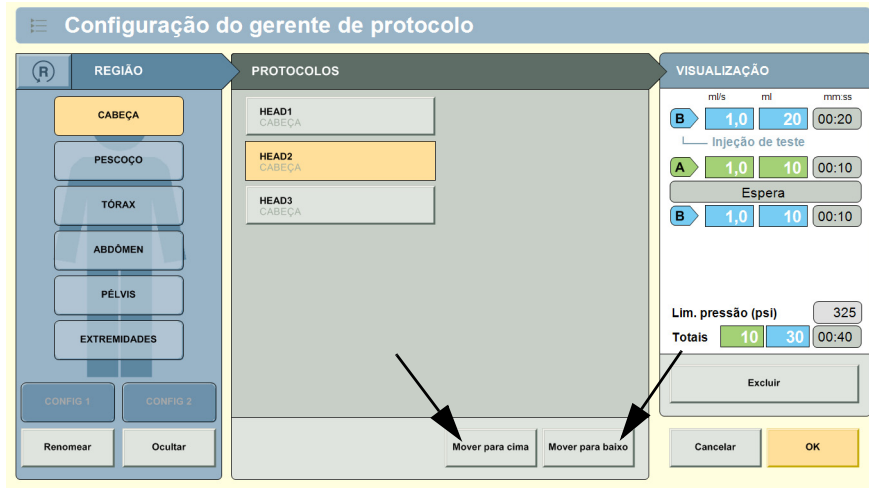 Configuração do gerente de protocolo
R
REGIÃO
CABEÇA
PESCOÇO
TÓRAX
ABDÔMEN
PÉLVIS
EXTREMIDADES
CONFIG 1
CONFIG 2
Renomear
Ocultar
PROTOCOLOS
HEAD1
CABEÇA
HEAD2
CABEÇA
HEAD3
CABEÇA
Mover para cima
Mover para baixo
VISUALIZAÇÃO
ml/s ml mm:ss
B 1,0 20 00:20
Injeção de teste
A 1,0 10 00:10
Espera
B 1,0 10 00:10
Lim. pressão (psi) 325
Totais 10 30 00:40
Excluir
Cancelar
OK